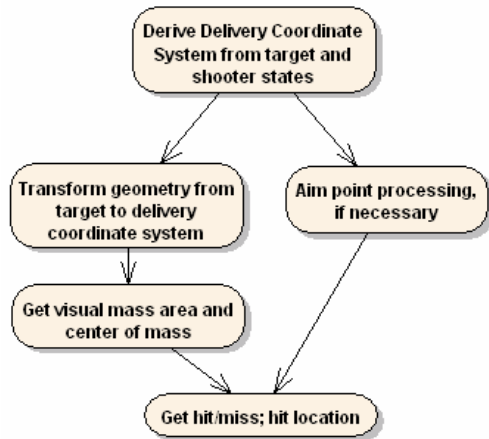 Derive Delivery Coordinate
System from target and
shooter states
Transform geometry from
target to delivery
coordinate system
Aim point processing,
if necessary
Get visual mass area and
center of mass
Get hit/miss; hit location